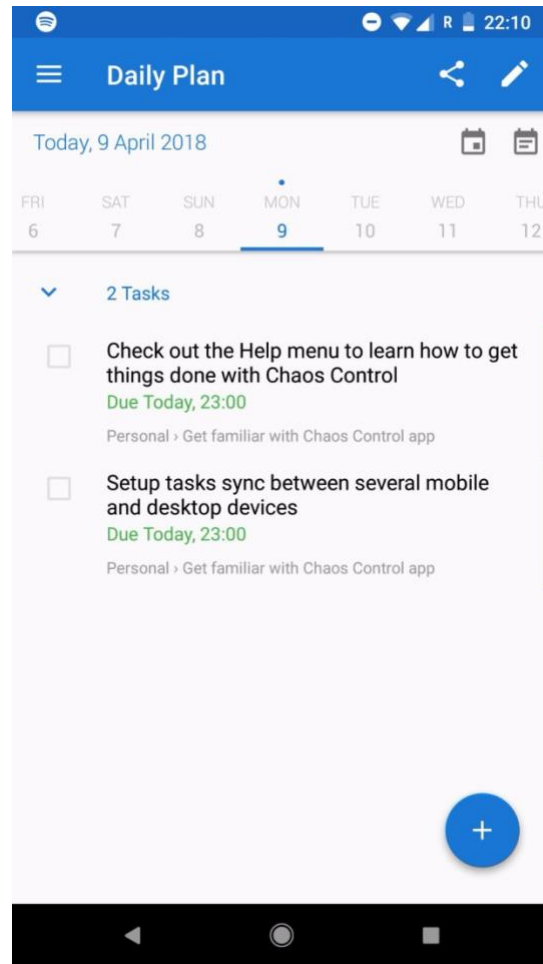 R 22:10
Daily Plan
Today, 9 April 2018
FRI SAT SUN MON TUE WED THU
6 7 8 9 10 11 12
2 Tasks
Check out the Help menu to learn how to get
things done with Chaos Control
Due Today, 23:00
Personal › Get familiar with Chaos Control app
Setup tasks sync between several mobile
and desktop devices
Due Today, 23:00
Personal › Get familiar with Chaos Control app